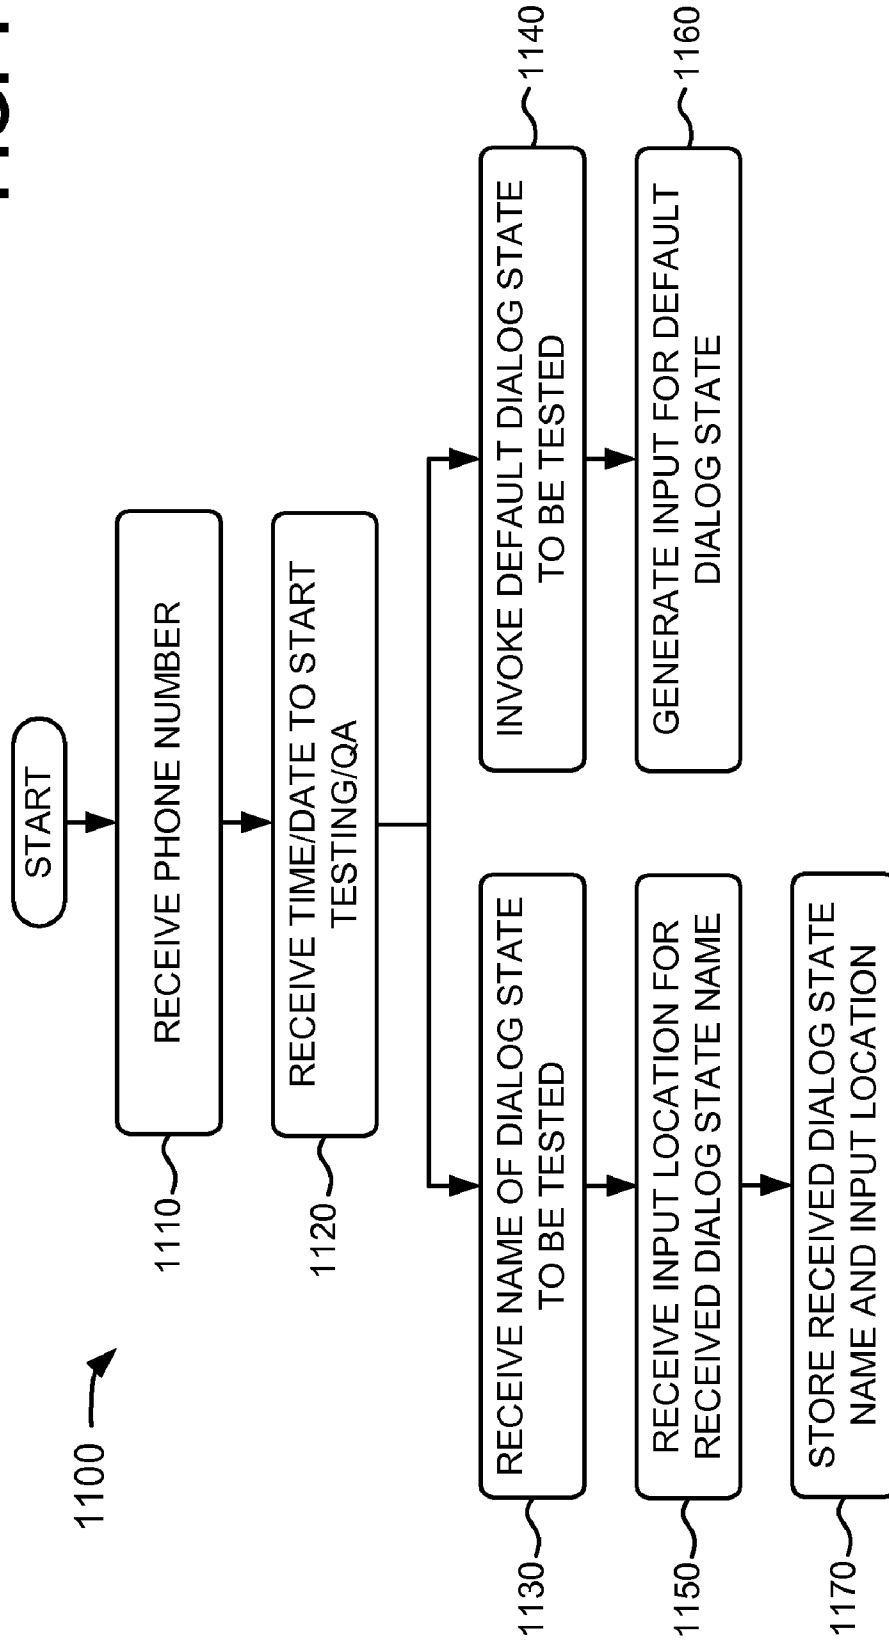 1100
START
RECEIVE PHONE NUMBER
1110
RECEIVE TIME/DATE TO START
TESTING/QA
1120
RECEIVE NAME OF DIALOG STATE
TO BE TESTED
1130
INVOKE DEFAULT DIALOG STATE
TO BE TESTED
1140
RECEIVE INPUT LOCATION FOR
RECEIVED DIALOG STATE NAME
1150
GENERATE INPUT FOR DEFAULT
DIALOG STATE
1160
STORE RECEIVED DIALOG STATE
NAME AND INPUT LOCATION
1170